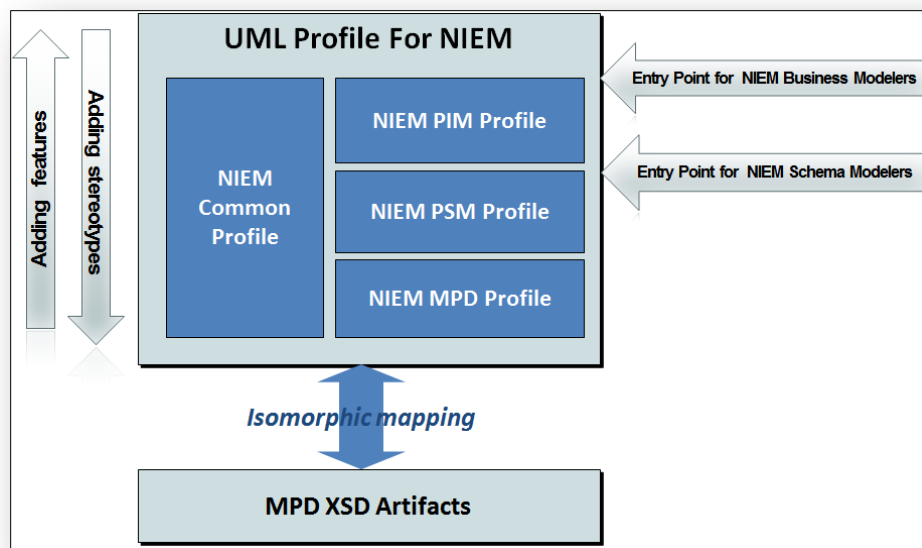 UML Profile For NIEM
Adding features
Adding stereotypes
NIEM
Common
Profile
NIEM PIM Profile
NIEM PSM Profile
NIEM MPD Profile
Entry Point for NIEM Business Modelers
Entry Point for NIEM Schema Modelers
Isomorphic mapping
MPD XSD Artifacts